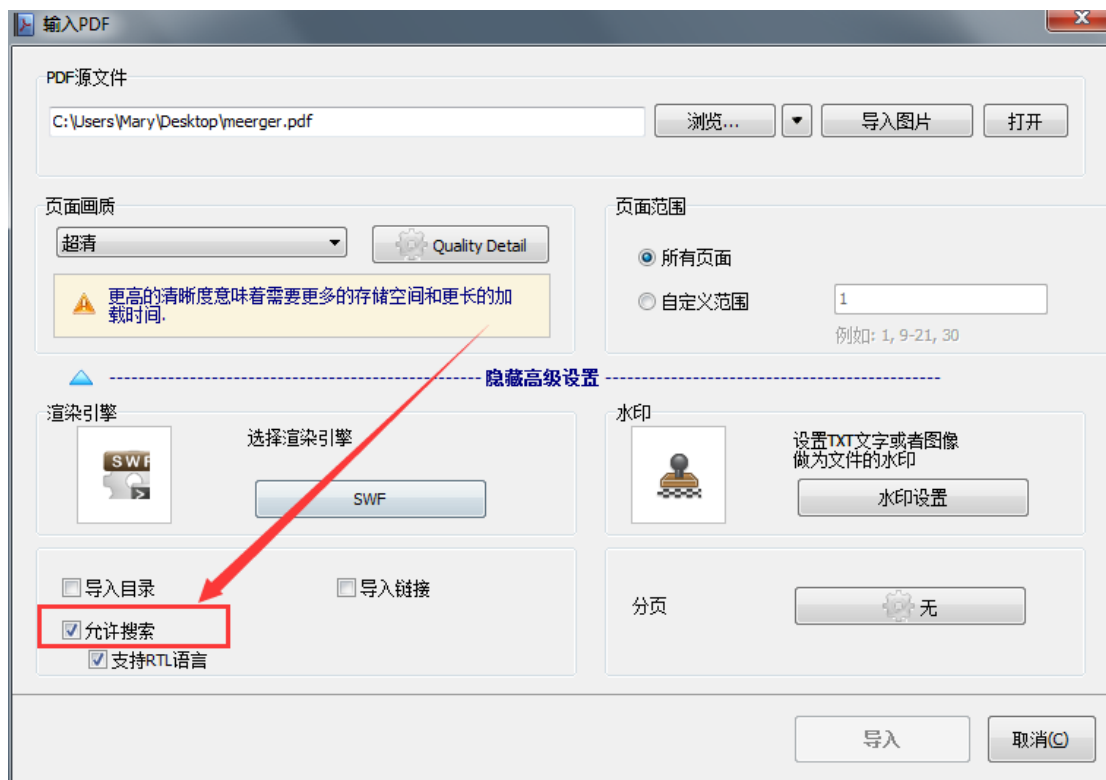 输入PDF
PDF源文件
C:\Users\Mary\Desktop\meerger.pdf
浏览...
导入图片
打开
页面画质
超清
Quality Detail
更高的清晰度意味着需要更多的存储空间和更长的加
载时间.
页面范围
所有页面
自定义范围
1
例如: 1, 9-21, 30
隐藏高级设置
渲染引擎
SWF
选择渲染引擎
SWF
水印
设置TXT文字或者图像
做为文件的水印
水印设置
导入目录
导入链接
允许搜索
支持RTL语言
分页
无
导入
取消(C)